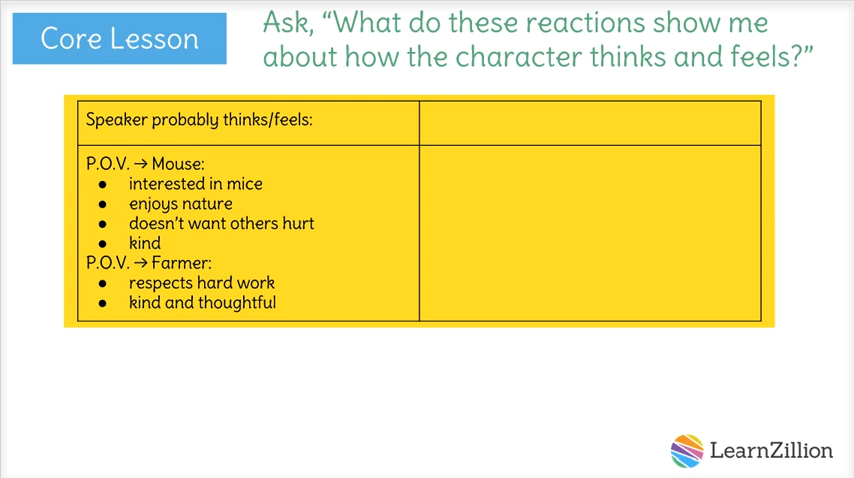 Core Lesson
Ask, “What do these reactions show me
about how the character thinks and feels?”
Speaker probably thinks/feels:
P.O.V. → Mouse:
● interested in mice
● enjoys nature
● doesn’t want others hurt
● kind
P.O.V. → Farmer:
● respects hard work
● kind and thoughtful
LearnZillion